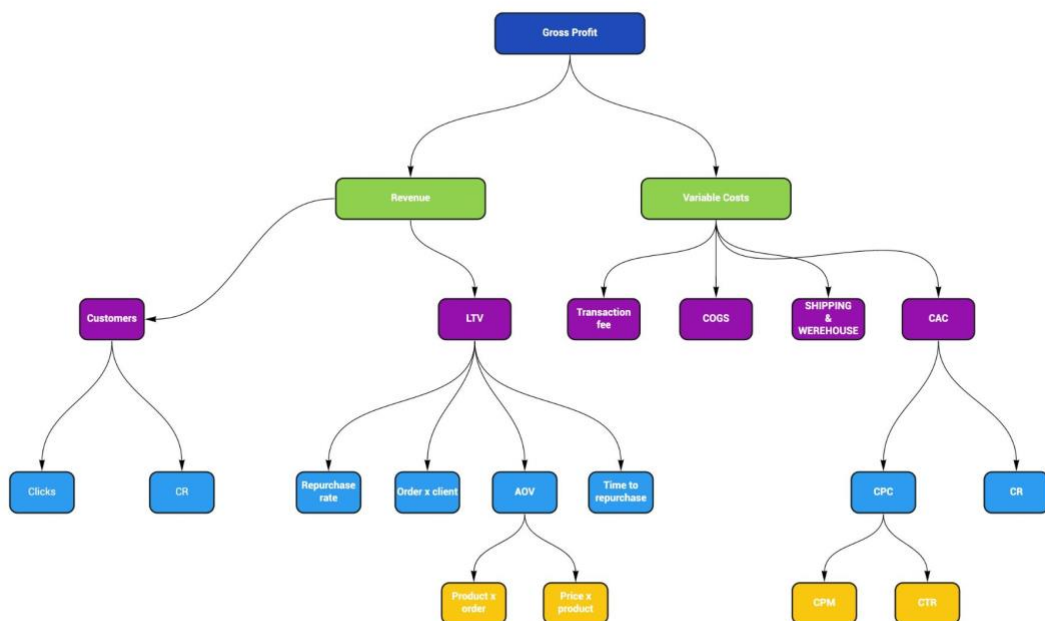 Gross Profit
Revenue
Variable Costs
Customers
LTV
Transaction
fee
COGS
SHIPPING
&
WEREHOUSE
CAC
Clicks
CR
Repurchase
rate
Order x client
AOV
Time to
repurchase
CPC
CR
Product x
order
Price x
product
CPM
CTR